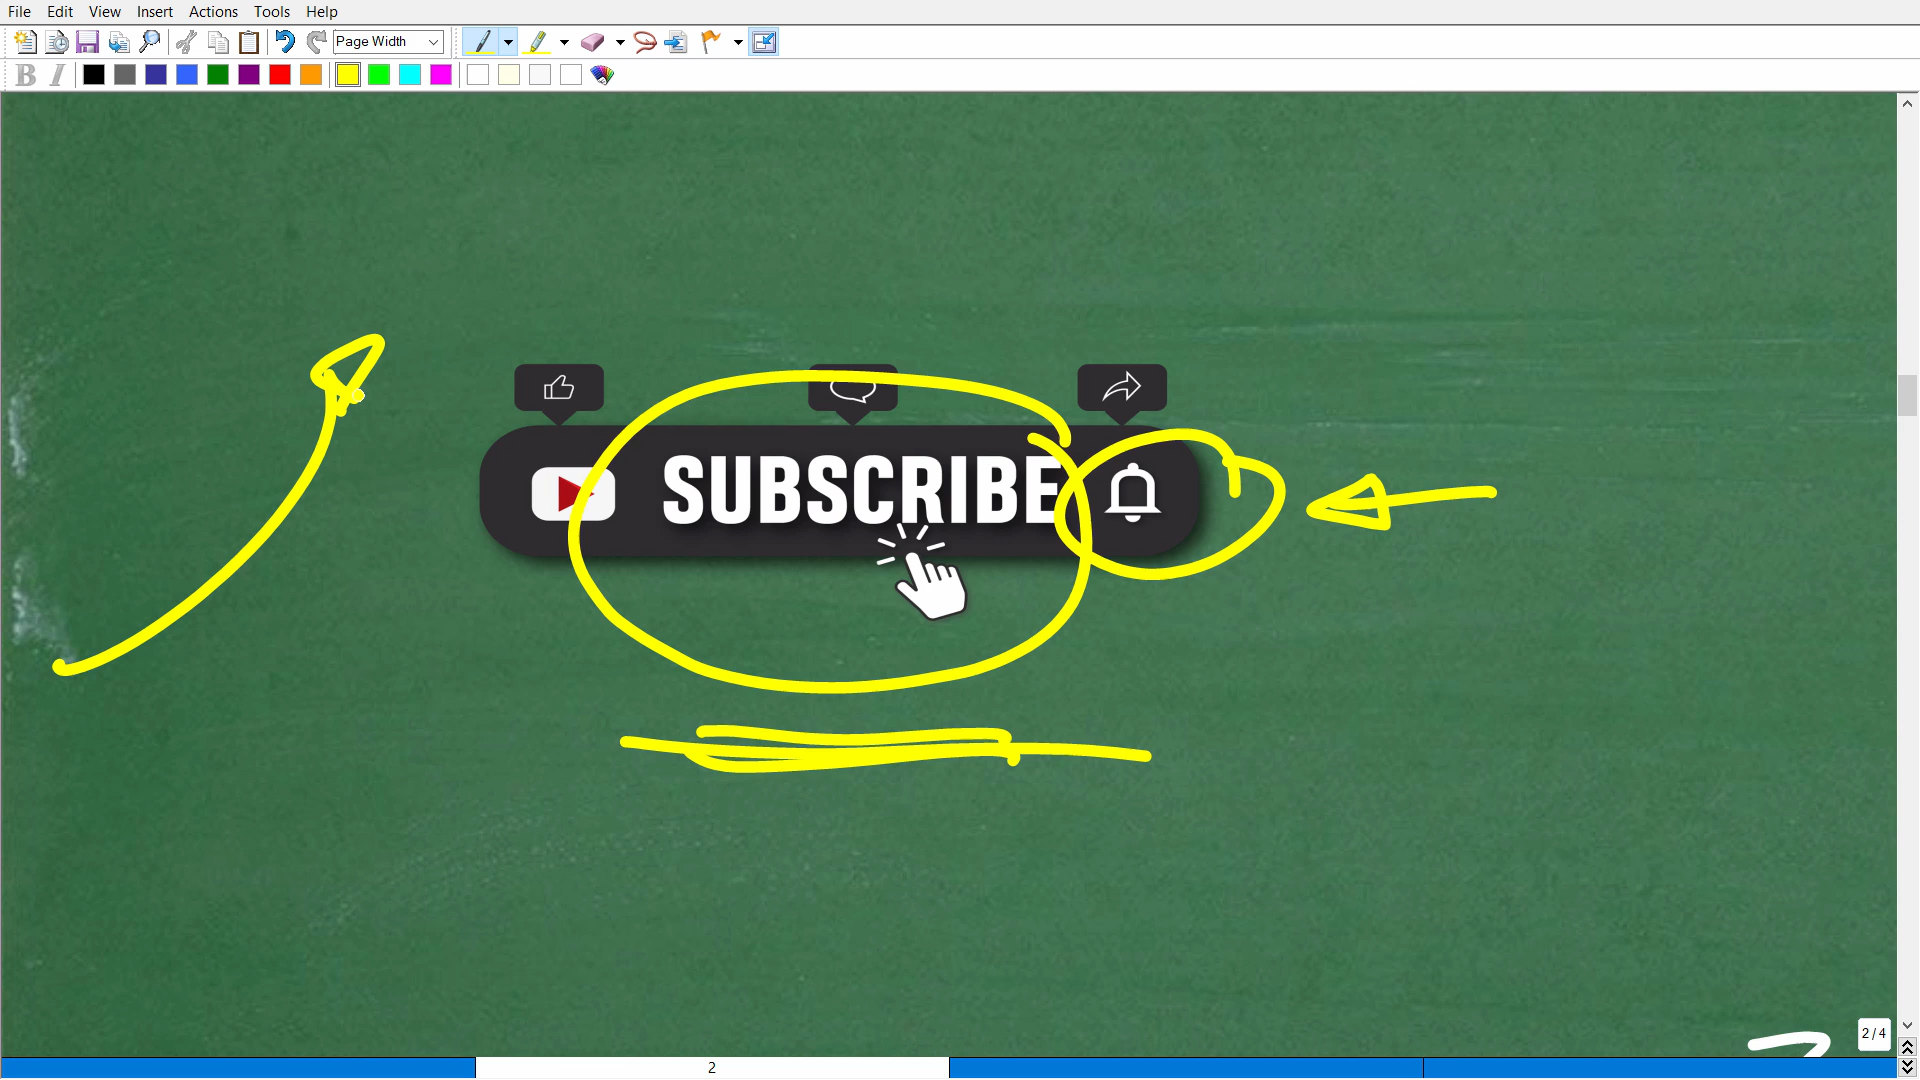 File Edit View Insert Actions Tools Help
Page Width
B I
SUBSCRIBE
2 / 4
2